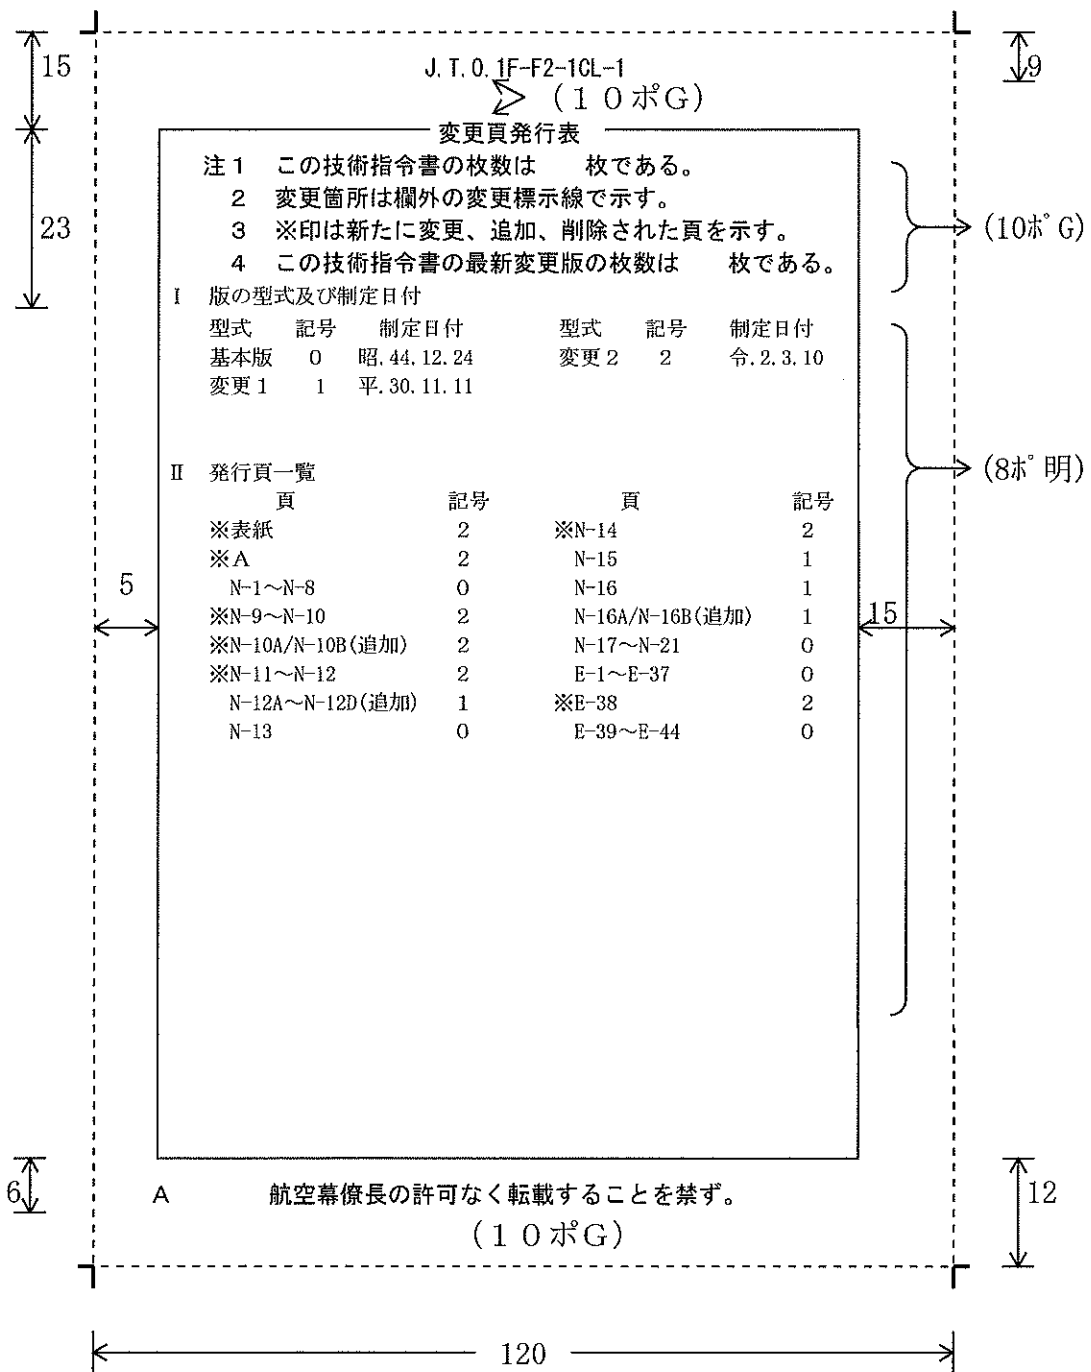 15
9
J.T.O.1F-F2-1CL-1
(10ポG)
変更頁発行表
注1 この技術指令書の枚数は　　枚である。
2 変更箇所は欄外の変更標示線で示す。
3 ※印は新たに変更、追加、削除された頁を示す。
4 この技術指令書の最新変更版の枚数は　　枚である。
23
(10ポG)
Ⅰ 版の型式及び制定日付
型式 記号 制定日付 型式 記号 制定日付
基本版 0 昭.44.12.24 変更2 2 令.2.3.10
変更1 1 平.30.11.11
Ⅱ 発行頁一覧
(8ポ明)
頁 記号 頁 記号
※表紙 2 ※N-14 2
※A 2 N-15 1
N-1～N-8 0 N-16 1
※N-9～N-10 2 N-16A/N-16B(追加) 1
※N-10A/N-10B(追加) 2 N-17～N-21 0
※N-11～N-12 2 E-1～E-37 0
N-12A～N-12D(追加) 1 ※E-38 2
N-13 0 E-39～E-44 0
5
15
6
A 航空幕僚長の許可なく転載することを禁ず。
12
(10ポG)
120